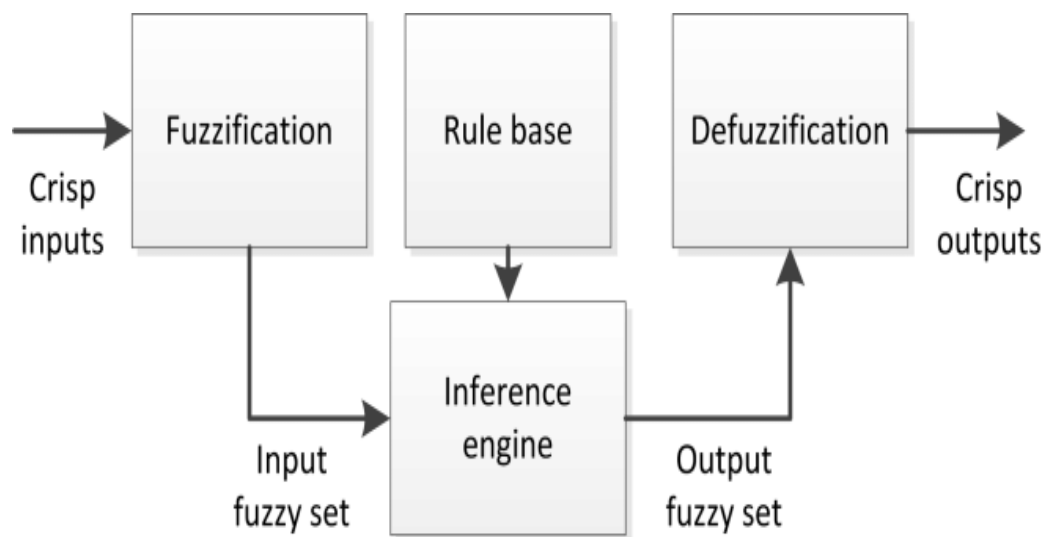 Fuzzification
Rule base
Defuzzification
Crisp
inputs
Crisp
outputs
Inference
engine
Input
fuzzy set
Output
fuzzy set